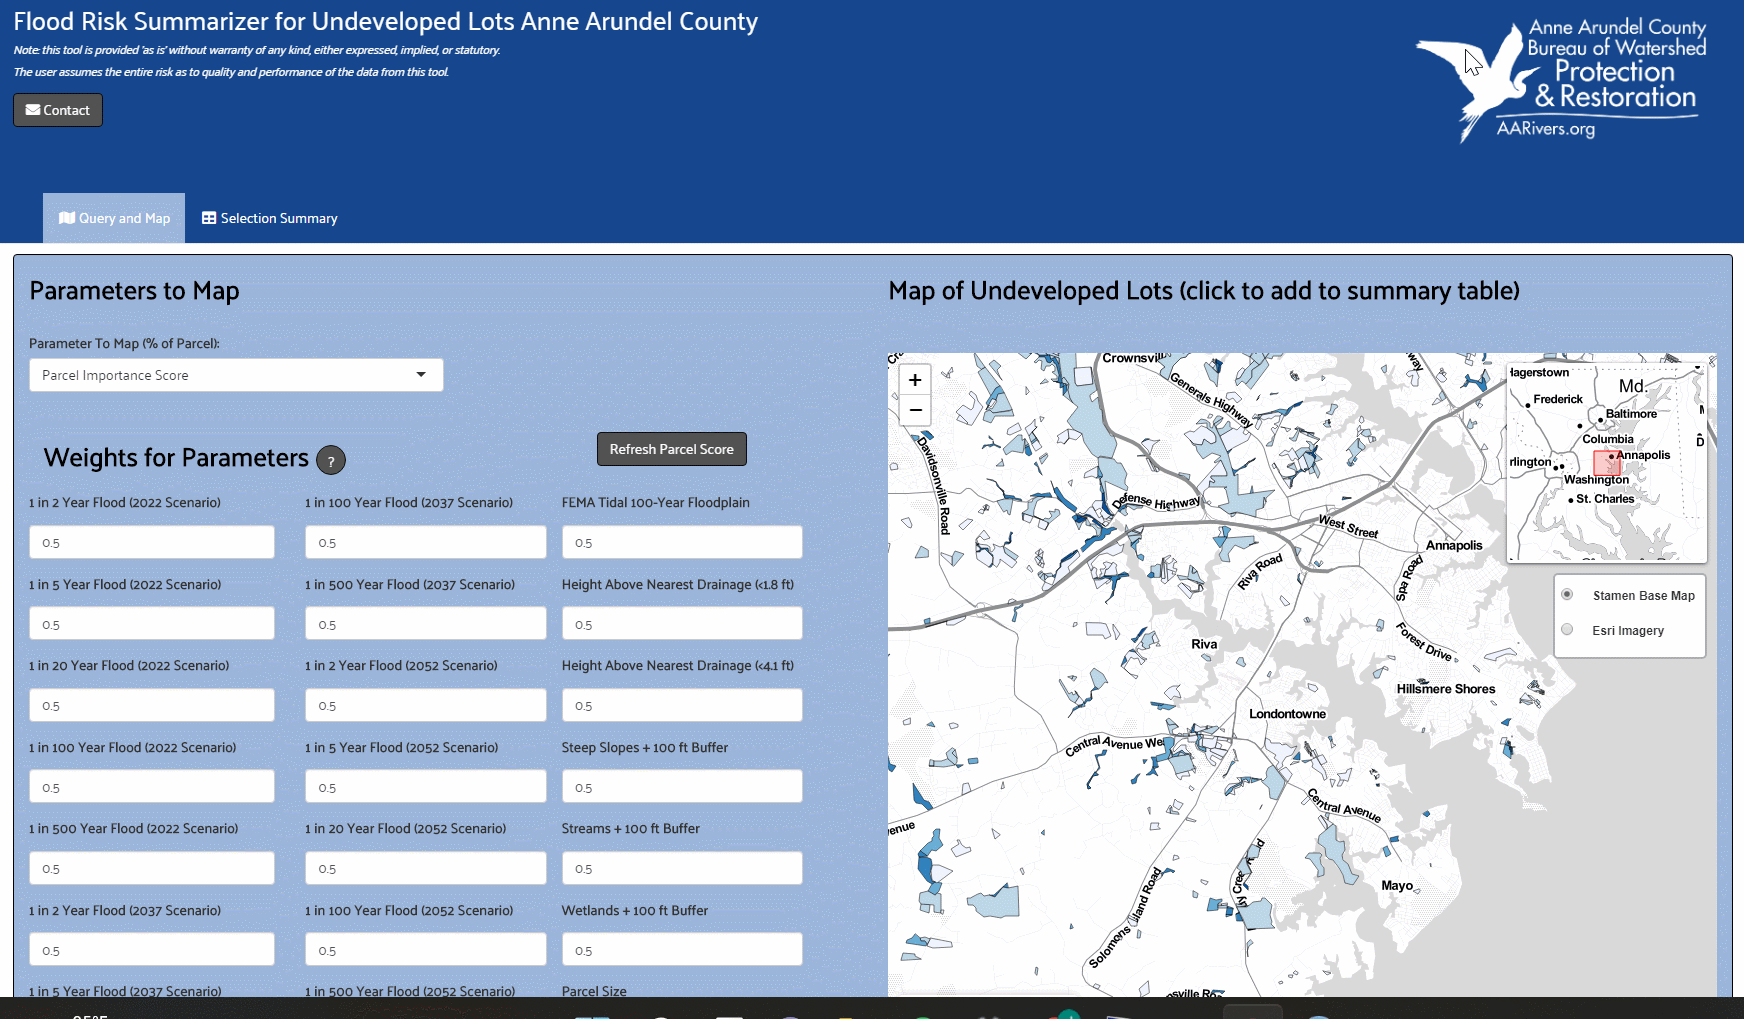 Flood Risk Summarizer for Undeveloped Lots Anne Arundel County
Note: this tool is provided 'as is' without warranty of any kind, either expressed, implied, or statutory.
The user assumes the entire risk as to quality and performance of the data from this tool.
Contact
Anne Arundel County
Bureau of Watershed
Protection
& Restoration
AARivers.org
Query and Map
Selection Summary
Parameters to Map
Parameter To Map (% of Parcel):
Parcel Importance Score
Weights for Parameters ?
Refresh Parcel Score
1 in 2 Year Flood (2022 Scenario)
0.5
1 in 5 Year Flood (2022 Scenario)
0.5
1 in 20 Year Flood (2022 Scenario)
0.5
1 in 100 Year Flood (2022 Scenario)
0.5
1 in 500 Year Flood (2022 Scenario)
0.5
1 in 2 Year Flood (2037 Scenario)
0.5
1 in 5 Year Flood (2037 Scenario)
1 in 100 Year Flood (2037 Scenario)
0.5
1 in 500 Year Flood (2037 Scenario)
0.5
1 in 2 Year Flood (2052 Scenario)
0.5
1 in 5 Year Flood (2052 Scenario)
0.5
1 in 20 Year Flood (2052 Scenario)
0.5
1 in 100 Year Flood (2052 Scenario)
0.5
1 in 500 Year Flood (2052 Scenario)
FEMA Tidal 100-Year Floodplain
0.5
Height Above Nearest Drainage (<1.8 ft)
0.5
Height Above Nearest Drainage (<4.1 ft)
0.5
Steep Slopes + 100 ft Buffer
0.5
Streams + 100 ft Buffer
0.5
Wetlands + 100 ft Buffer
0.5
Parcel Size
Map of Undeveloped Lots (click to add to summary table)
+
−
Crownsvill
Generals Highway
Davidsonville Road
Defense Highway
West Street
Annapolis
Riva Road
Spa Road
Forest Drive
Riva
Hillsmere Shores
Londontowne
Central Avenue We
Central Avenue
enue
Mayo
Solomons Island Road
sville Ro
Hagerstown
Md.
Frederick
Baltimore
Columbia
rlington
Annapolis
Washington
St. Charles
D
Stamen Base Map
Esri Imagery